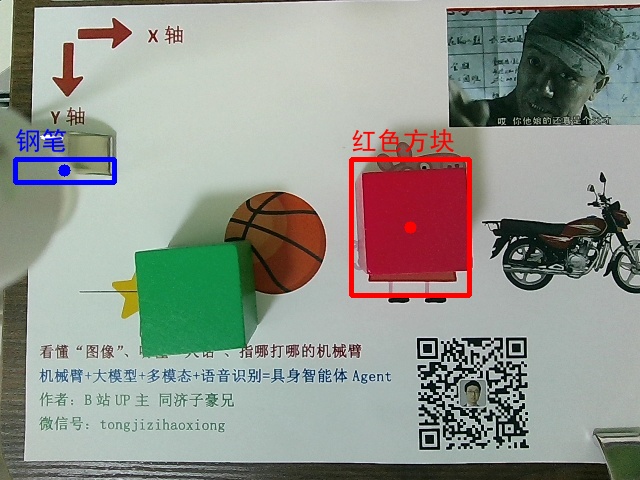 X 轴
Y 轴
钢笔
红色方块
哎 你他娘的还真是个天才
看懂“图像”、
、指哪打哪的机械臂
机械臂+大模型+多模态+语音识别=具身智能体 Agent
作者：B 站 UP 主 同济子豪兄
微信号：tongjizihaoxiong